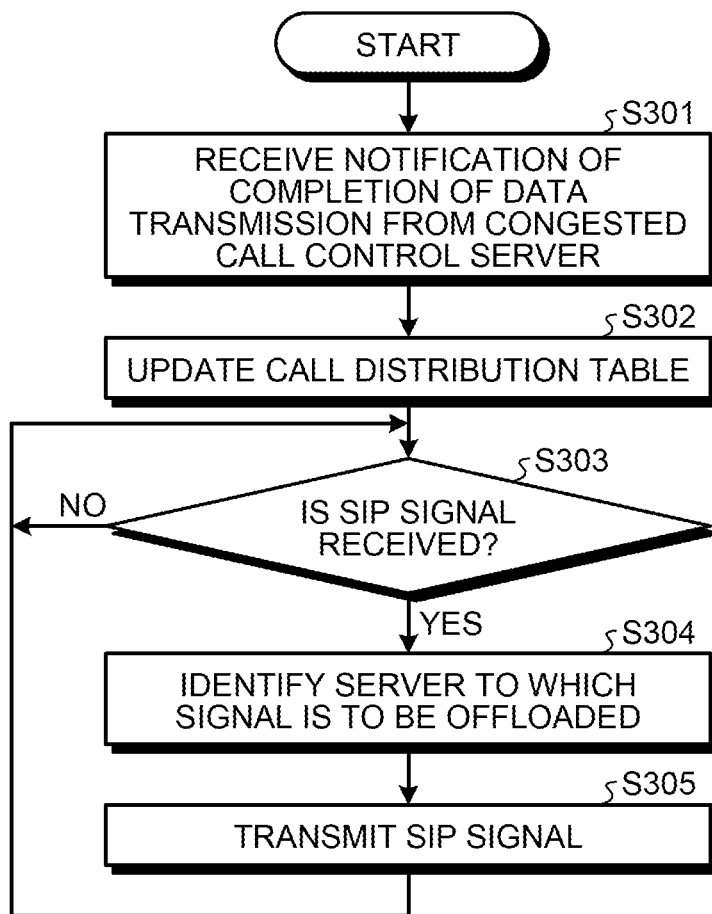 START
S301
RECEIVE NOTIFICATION OF
COMPLETION OF DATA
TRANSMISSION FROM CONGESTED
CALL CONTROL SERVER
S302
UPDATE CALL DISTRIBUTION TABLE
S303
IS SIP SIGNAL
RECEIVED?
NO
YES
S304
IDENTIFY SERVER TO WHICH
SIGNAL IS TO BE OFFLOADED
S305
TRANSMIT SIP SIGNAL